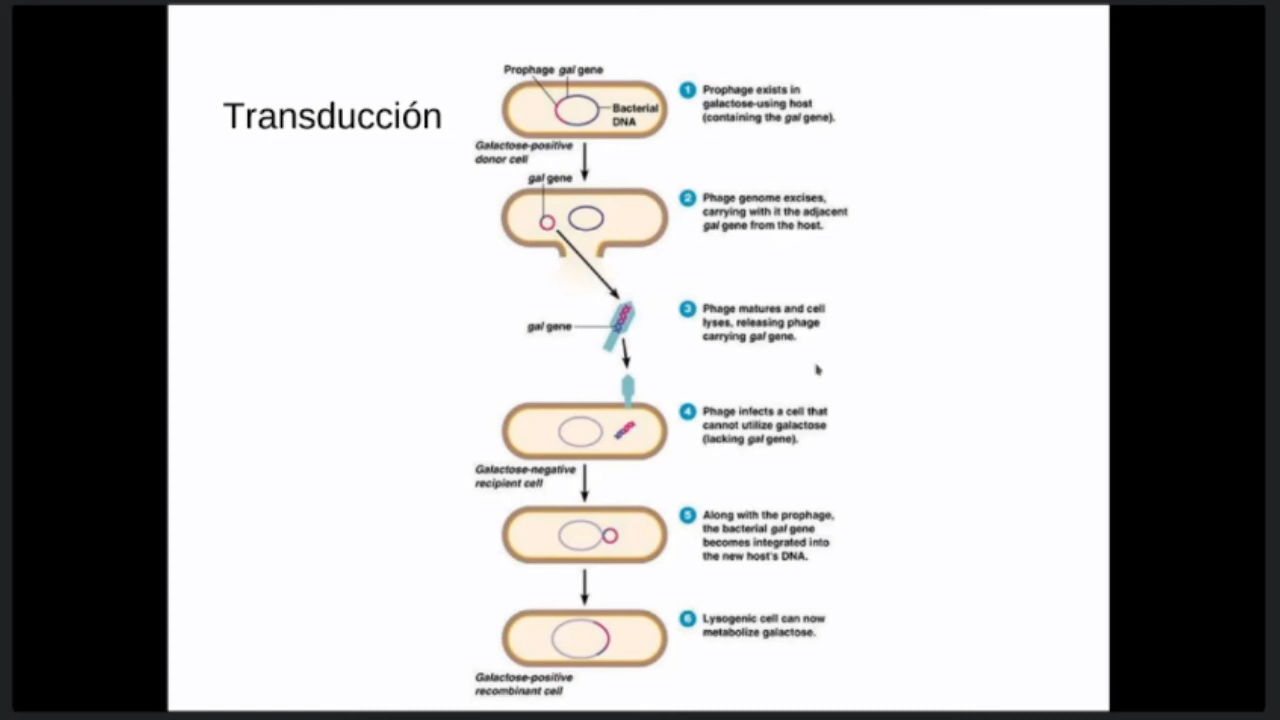 Transducción
Prophage gal gene
Bacterial
DNA
1 Prophage exists in
galactose-using host
(containing the gal gene).
Galactose-positive
donor cell
gal gene
2 Phage genome excises,
carrying with it the adjacent
gal gene from the host.
gal gene
3 Phage matures and cell
lyses, releasing phage
carrying gal gene.
4 Phage infects a cell that
cannot utilize galactose
(lacking gal gene).
Galactose-negative
recipient cell
5 Along with the prophage,
the bacterial gal gene
becomes integrated into
the new host's DNA.
6 Lysogenic cell can now
metabolize galactose.
Galactose-positive
recombinant cell